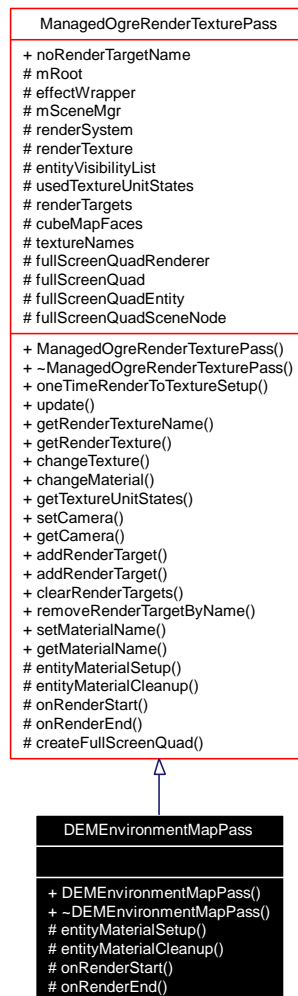 ManagedOgreRenderTexturePass
+ noRenderTargetName
# mRoot
# effectWrapper
# mSceneMgr
# renderSystem
# renderTexture
# entityVisibilityList
# usedTextureUnitStates
# renderTargets
# cubeMapFaces
# textureNames
# fullScreenQuadRenderer
# fullScreenQuad
# fullScreenQuadEntity
# fullScreenQuadSceneNode
+ ManagedOgreRenderTexturePass()
+ ~ManagedOgreRenderTexturePass()
+ oneTimeRenderToTextureSetup()
+ update()
+ getRenderTextureName()
+ getRenderTexture()
+ changeTexture()
+ changeMaterial()
+ getTextureUnitStates()
+ setCamera()
+ getCamera()
+ addRenderTarget()
+ addRenderTarget()
+ clearRenderTargets()
+ removeRenderTargetByName()
+ setMaterialName()
+ getMaterialName()
# entityMaterialSetup()
# entityMaterialCleanup()
# onRenderStart()
# onRenderEnd()
# createFullScreenQuad()
DEMEnvironmentMapPass
+ DEMEnvironmentMapPass()
+ ~DEMEnvironmentMapPass()
# entityMaterialSetup()
# entityMaterialCleanup()
# onRenderStart()
# onRenderEnd()